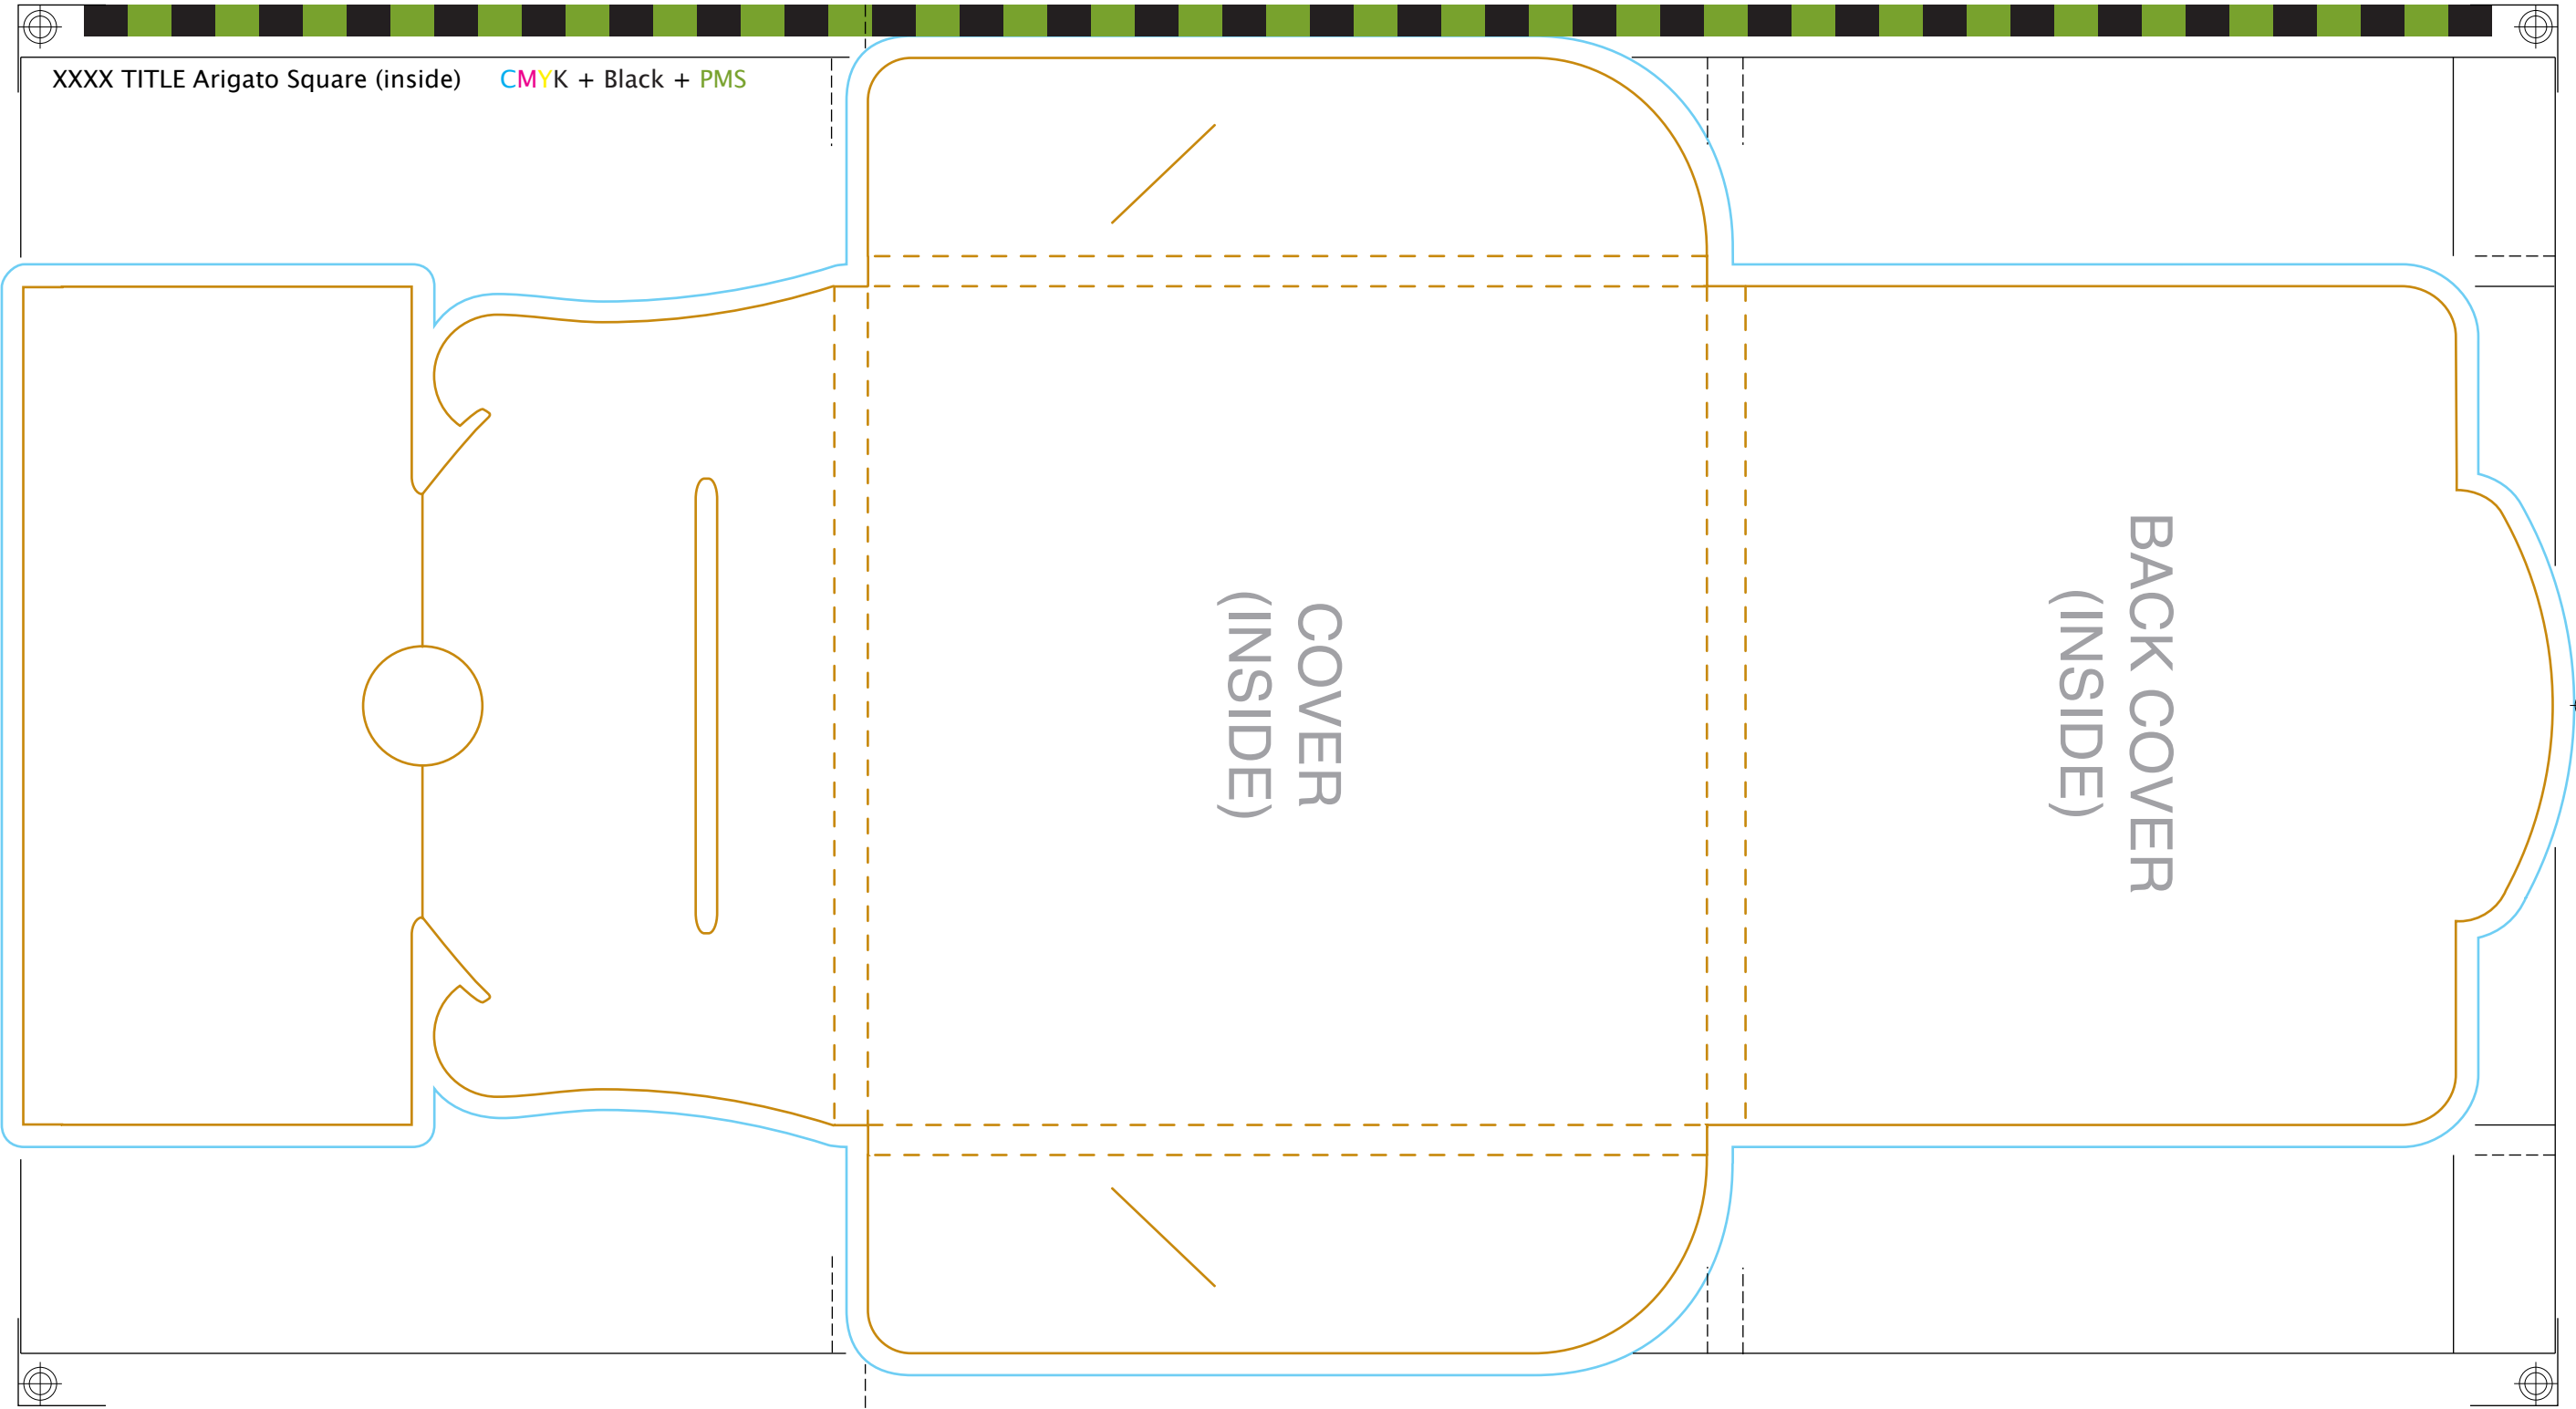 XXXX TITLE Arigato Square (inside) CMYK + Black + PMS
COVER
(INSIDE)
BACK COVER
(INSIDE)